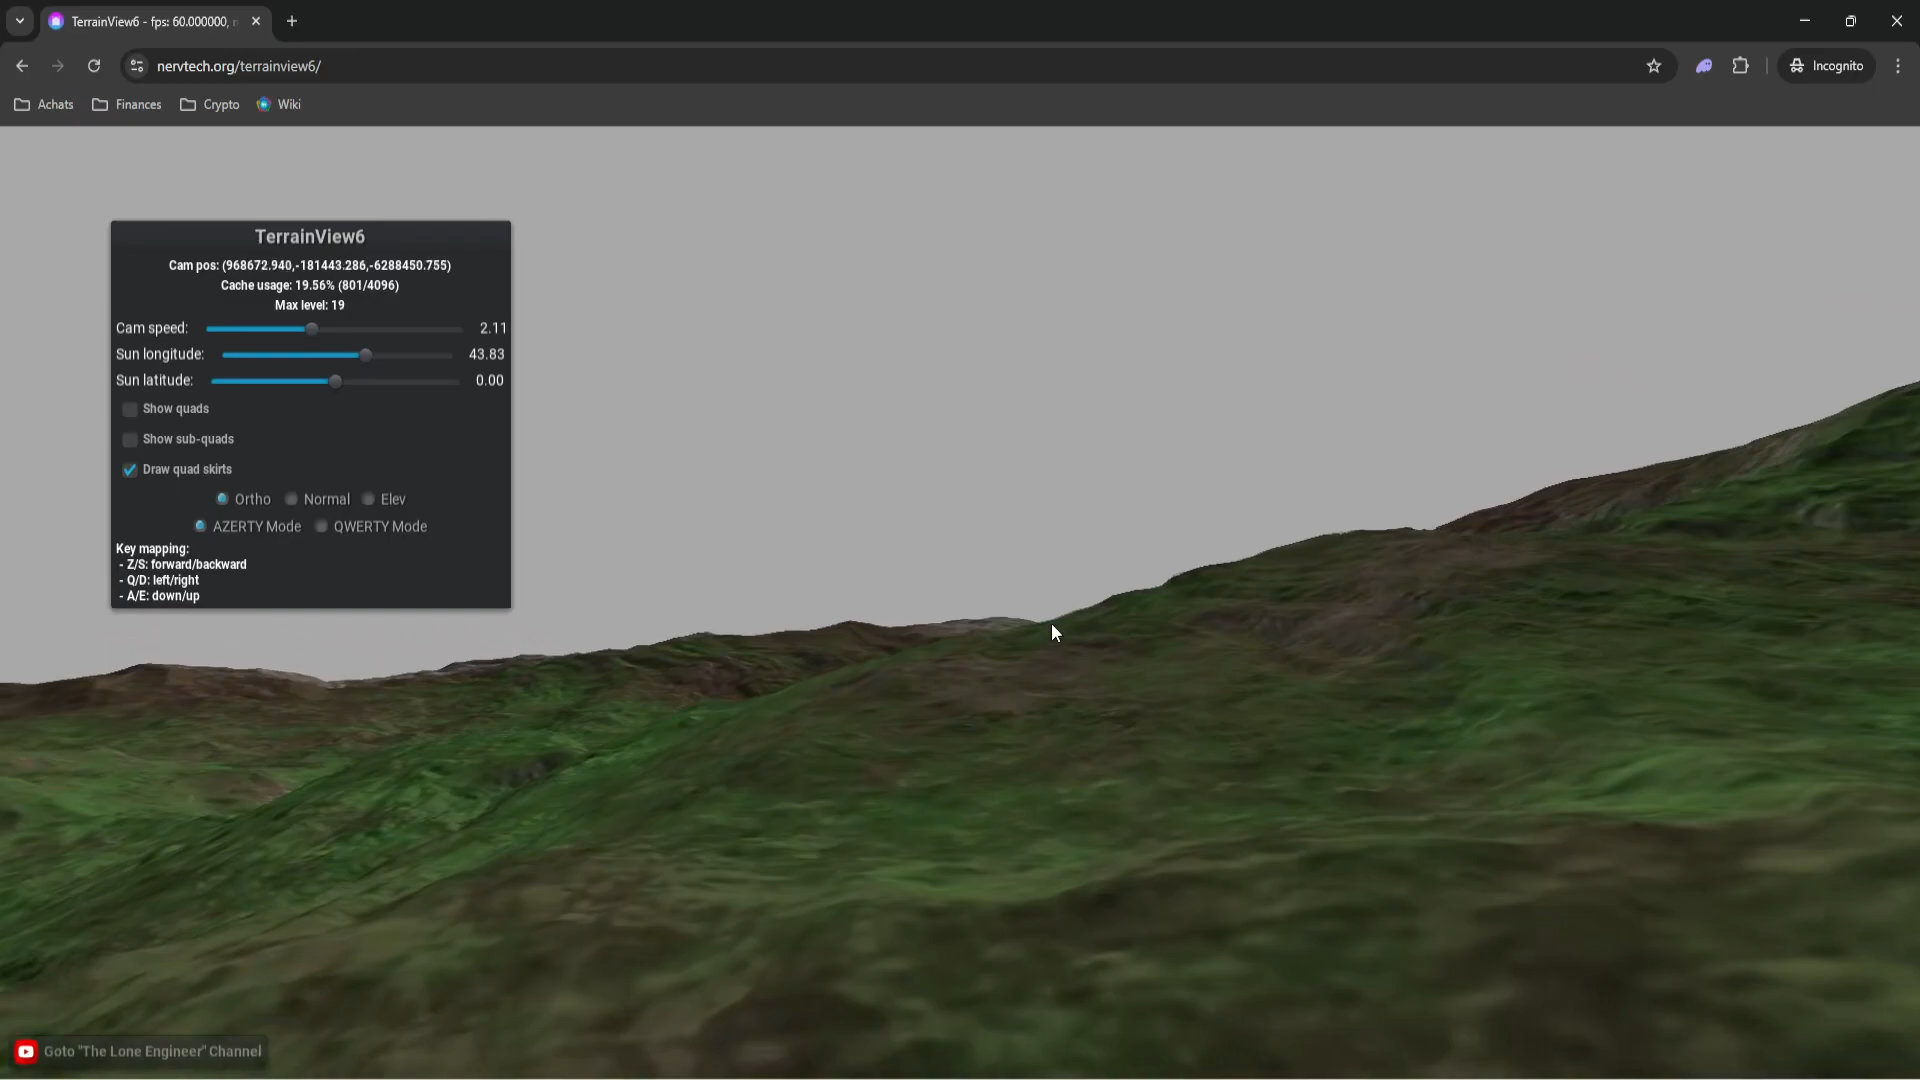 TerrainView6 - fps: 60.000000,
nervtech.org/terrainview6/
Incognito
Achats
Finances
Crypto
Wiki
TerrainView6
Cam pos: (968672.940,-181443.286,-6288450.755)
Cache usage: 19.56% (801/4096)
Max level: 19
Cam speed: 2.11
Sun longitude: 43.83
Sun latitude: 0.00
Show quads
Show sub-quads
Draw quad skirts
Ortho Normal Elev
AZERTY Mode QWERTY Mode
Key mapping:
- Z/S: forward/backward
- Q/D: left/right
- A/E: down/up
Goto "The Lone Engineer" Channel